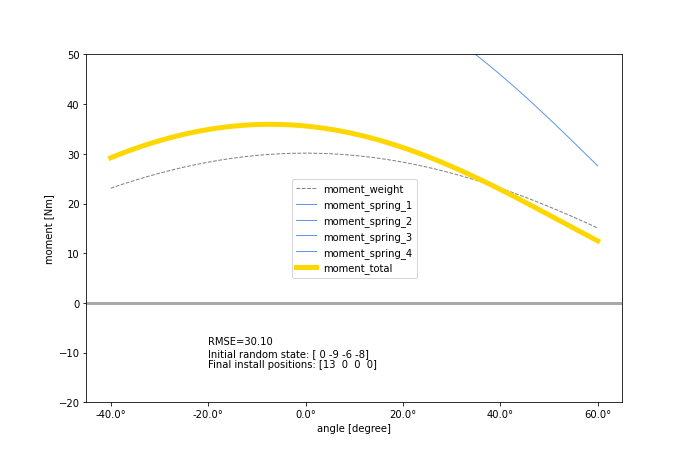 50
40
30
20
10
0
−10
−20
moment [Nm]
moment_weight
moment_spring_1
moment_spring_2
moment_spring_3
moment_spring_4
moment_total
RMSE=30.10
Initial random state: [ 0 -9 -6 -8]
Final install positions: [13  0  0  0]
-40.0° -20.0° 0.0° 20.0° 40.0° 60.0°
angle [degree]